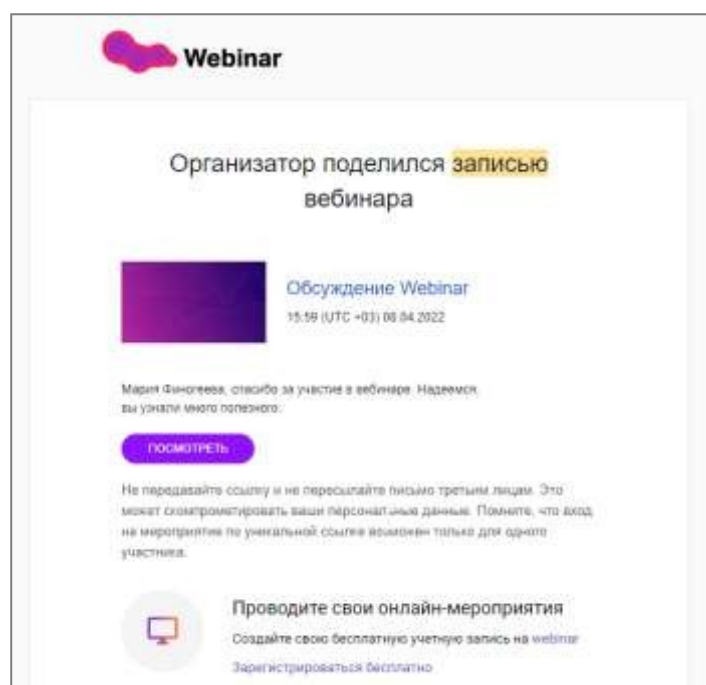 Webinar
Организатор поделился записью
вебинара
Обсуждение Webinar
15:59 (UTC +03) 08.04.2022
Мария Финогеева, спасибо за участие в вебинаре. Надеемся,
вы узнали много полезного.
ПОСМОТРЕТЬ
Не передавайте ссылку и не пересылайте письмо третьим лицам. Это
может скомпрометировать ваши персональные данные. Помните, что вход
на мероприятие по уникальной ссылке возможен только для одного
участника.
Проводите свои онлайн-мероприятия
Создайте свою бесплатную учетную запись на webinar
Зарегистрироваться бесплатно